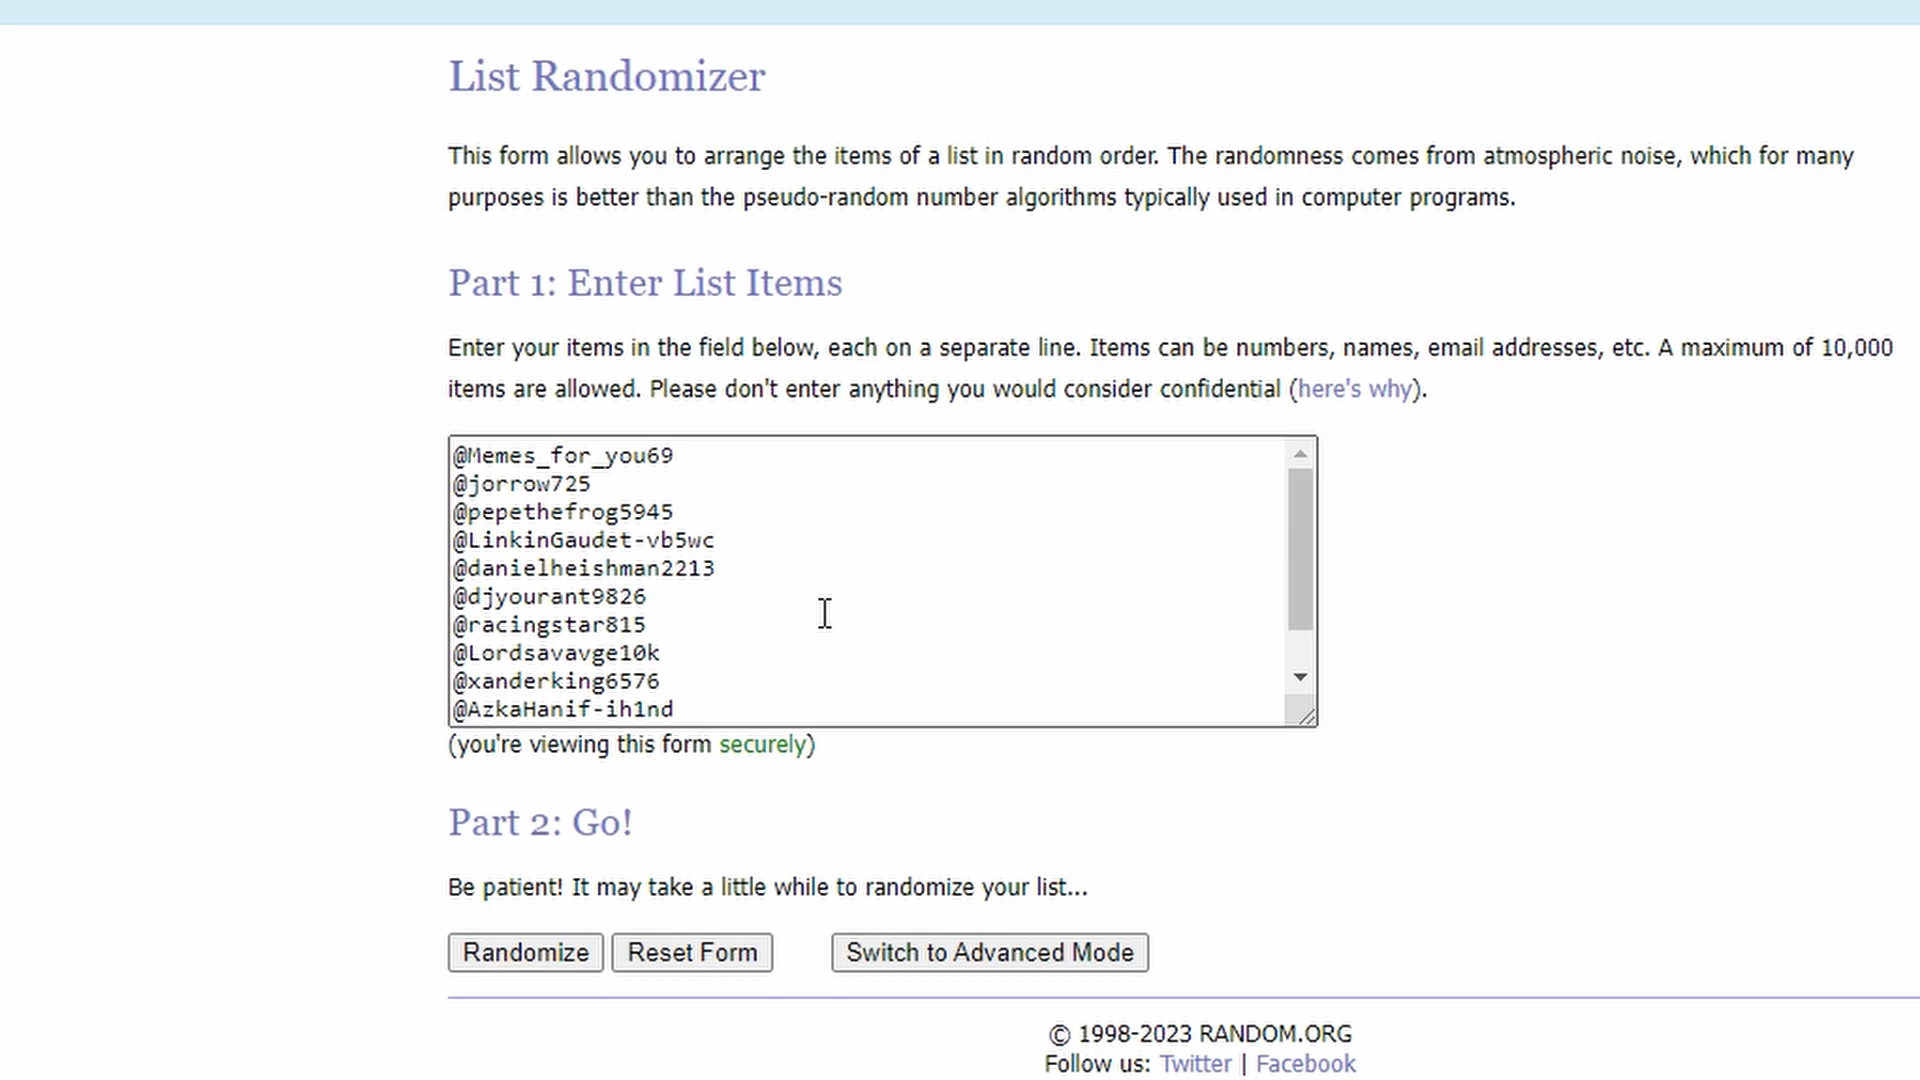 List Randomizer
This form allows you to arrange the items of a list in random order. The randomness comes from atmospheric noise, which for many
purposes is better than the pseudo-random number algorithms typically used in computer programs.
Part 1: Enter List Items
Enter your items in the field below, each on a separate line. Items can be numbers, names, email addresses, etc. A maximum of 10,000
items are allowed. Please don't enter anything you would consider confidential (here's why).
@Memes_for_you69
@jorrow725
@pepethefrog5945
@LinkinGaudet-vb5wc
@danielheishman2213
@djyourant9826
@racingstar815
@Lordsavavge10k
@xanderking6576
@AzkaHanif-ih1nd
(you're viewing this form securely)
Part 2: Go!
Be patient! It may take a little while to randomize your list...
Randomize Reset Form Switch to Advanced Mode
© 1998-2023 RANDOM.ORG
Follow us: Twitter | Facebook